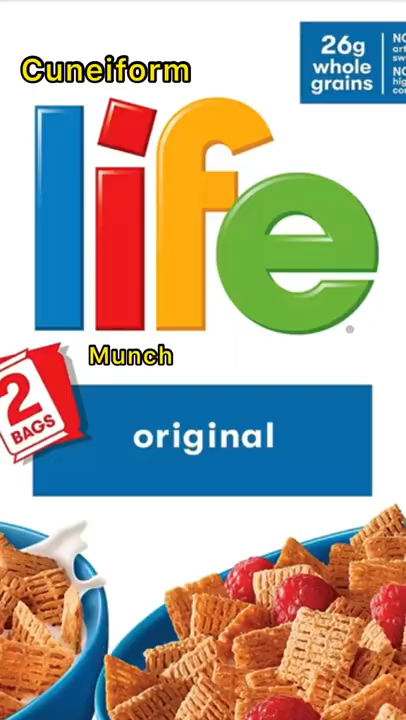 26g
whole
grains
Cuneiform
life
®
Munch
2
BAGS
original